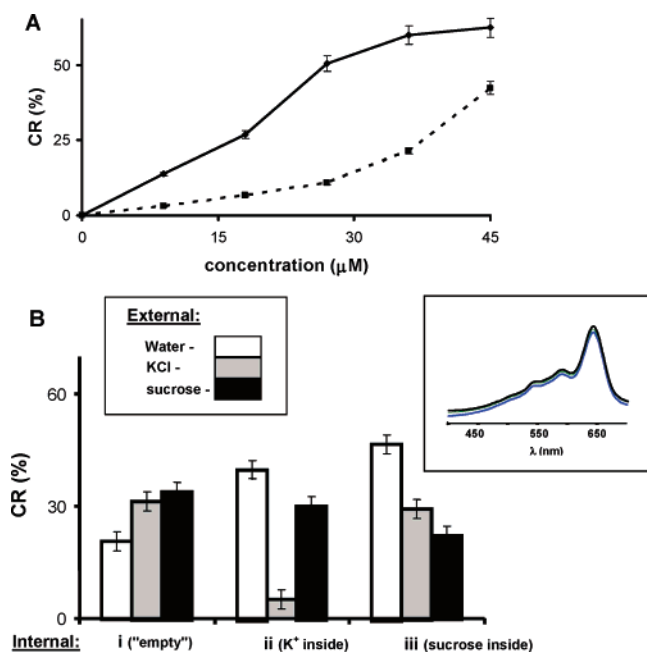 A
CR (%)
50
25
0
0
15
30
45
concentration (μM)
B
External:
Water -
KCl -
sucrose -
450
550
650
λ (nm)
CR (%)
60
30
0
Internal:
i ("empty")
ii (K⁺ inside)
iii (sucrose inside)